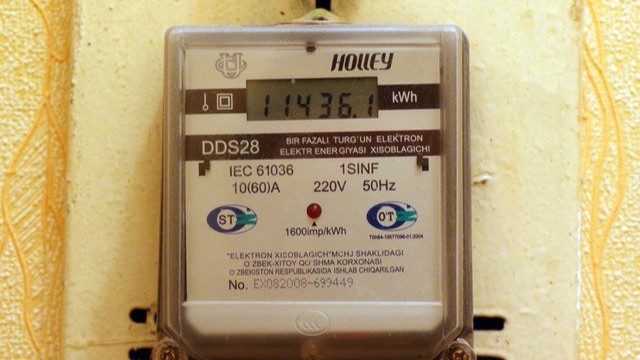 HOLLEY
11436.1 kWh
DDS28
BIR FAZALI TURG'UN ELEKTRON
ELEKTR ENERGIYASI XISOBLAGICHI
IEC 61036 1SINF
10(60)A 220V 50Hz
ST O'T
1600imp/kWh
"ELEKTRON XISOBLAGICH"MCHJ SHAKLIDAGI
O'ZBEK-XITOY QO'SHMA KORXONASI
O'ZBEKISTON RESPUBLIKASIDA ISHLAB CHIQARILGAN
No. EX082008-699449